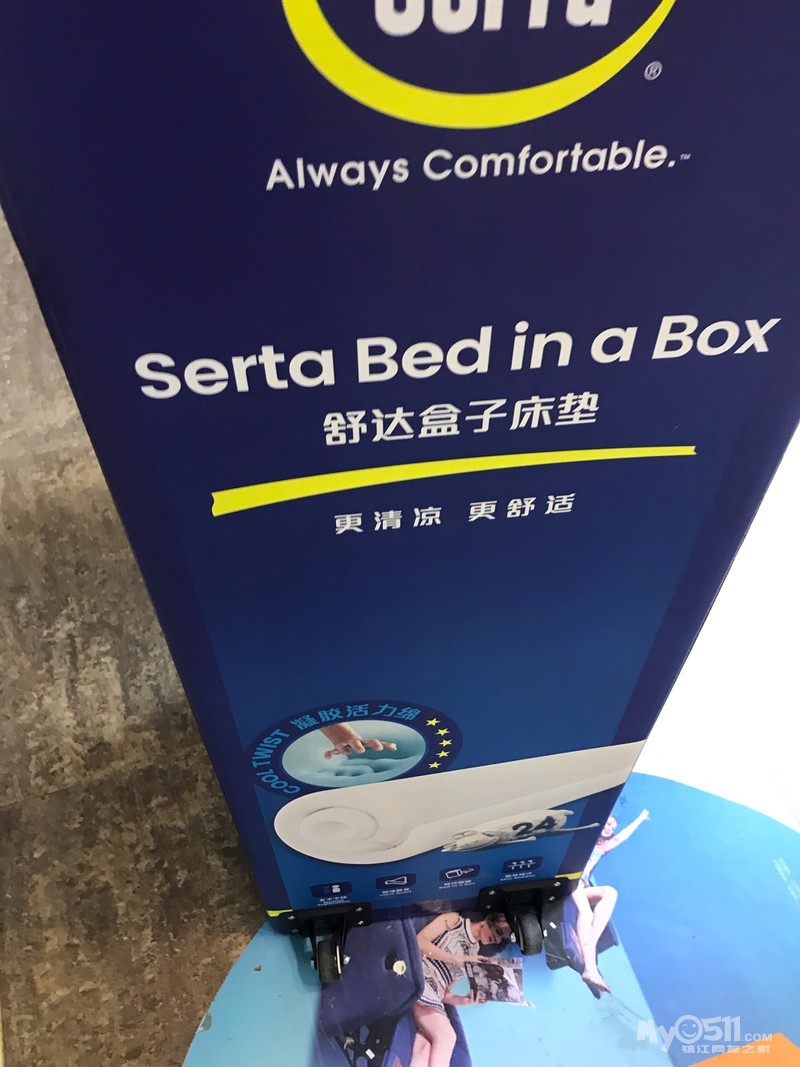 Serta
®
Always Comfortable.™
Serta Bed in a Box
舒达盒子床垫
更清凉 更舒适
COOL TWIST 凝胶活力绵
24
My0511.COM
镇江网友之家